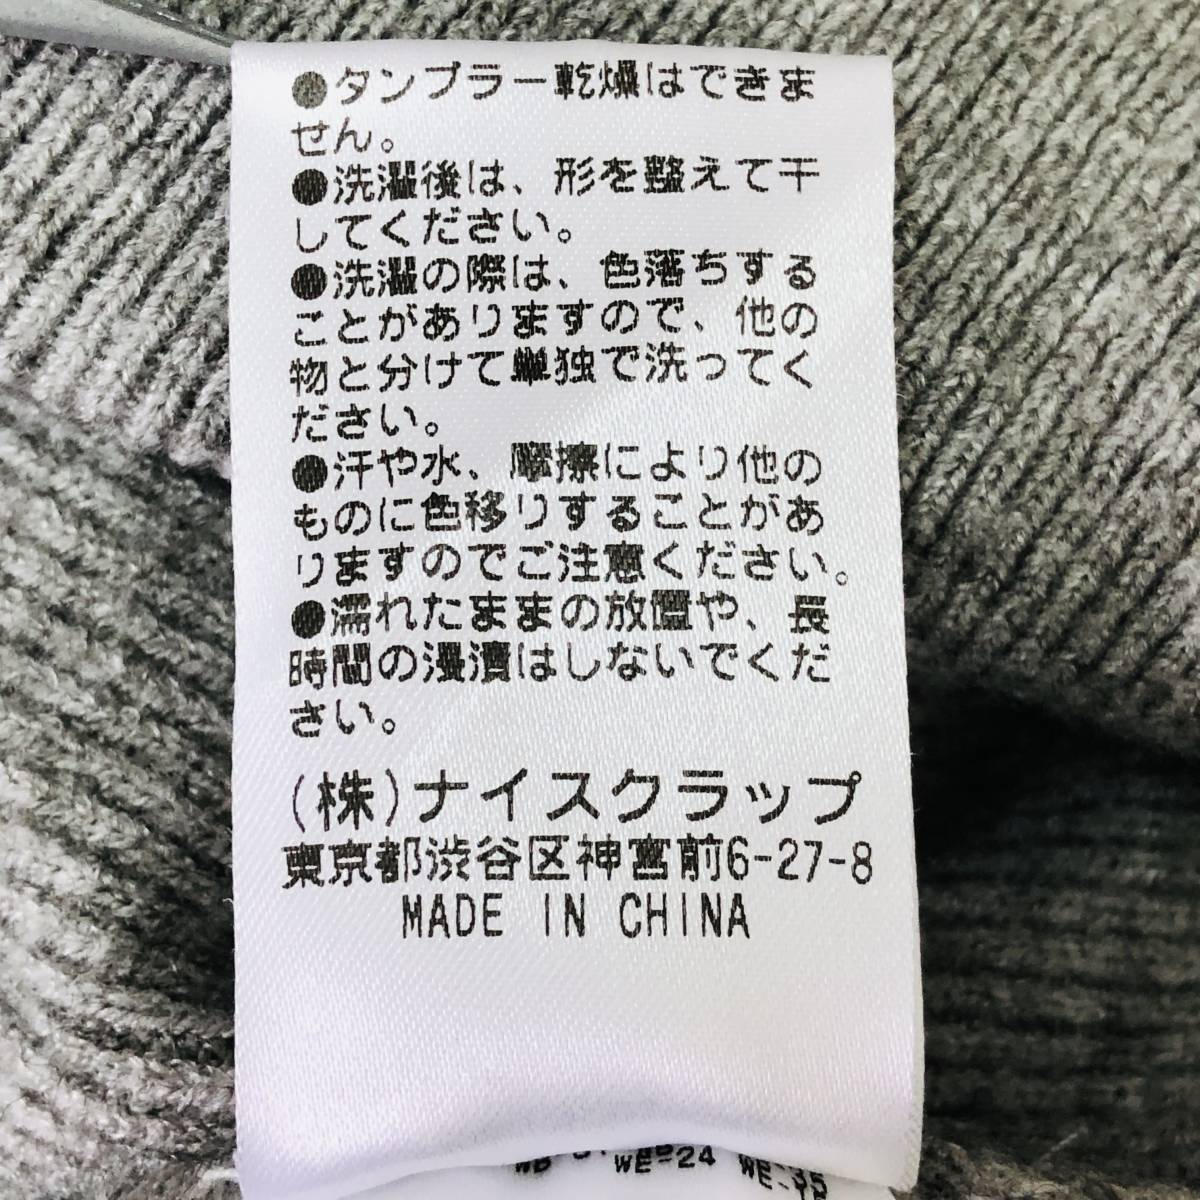 ●タンブラー乾燥はできま
せん。
●洗濯後は、形を整えて干
してください。
●洗濯の際は、色落ちする
ことがありますので、他の
物と分けて単独で洗ってく
ださい。
●汗や水、摩擦により他の
ものに色移りすることがあ
りますのでご注意ください。
●濡れたままの放置や、長
時間の浸漬はしないでくだ
さい。
(株)ナイスクラップ
東京都渋谷区神宮前6-27-8
MADE IN CHINA
WE-24 WE-35